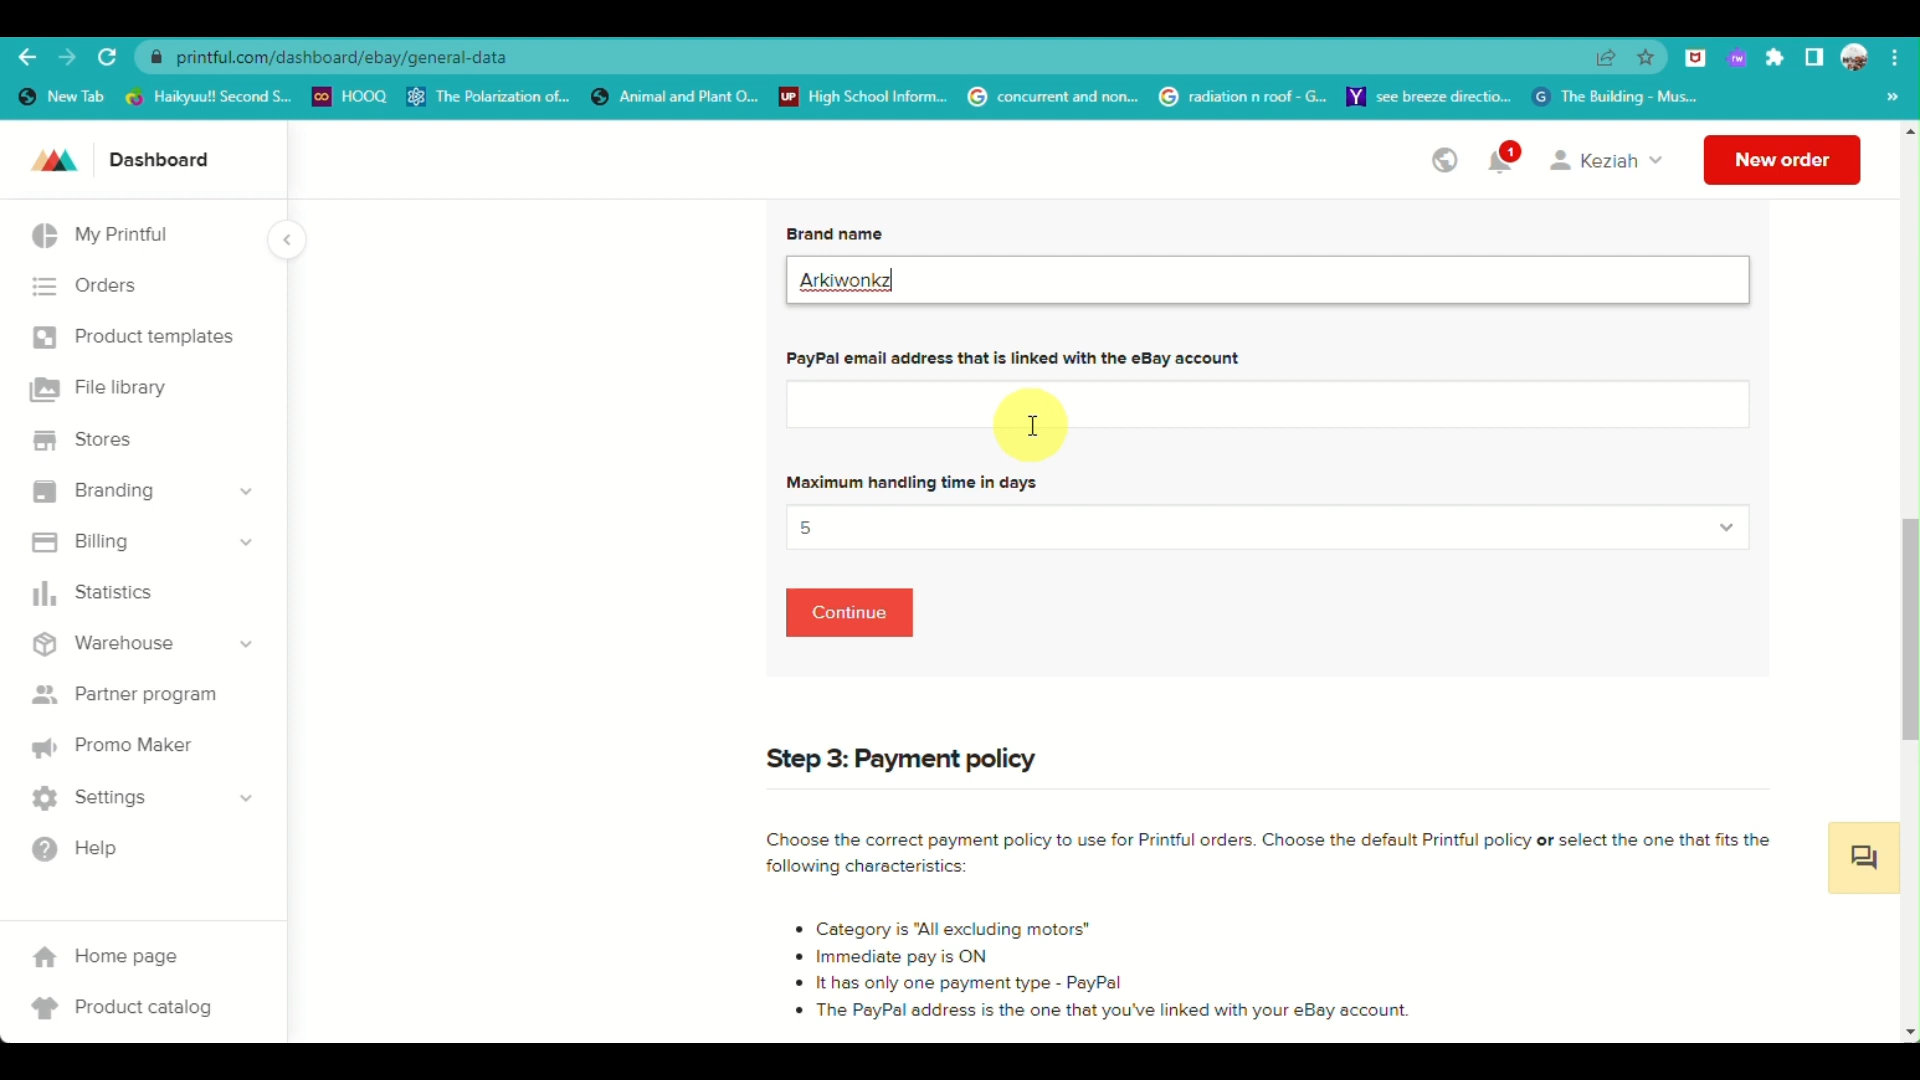 printful.com/dashboard/ebay/general-data
New Tab Haikyuu!! Second S... HOOQ The Polarization of... Animal and Plant O... UP High School Inform... concurrent and non... radiation n roof - G... Y see breeze directio... G The Building - Mus... »
Dashboard
1
Keziah
New order
My Printful
Orders
Product templates
File library
Stores
Branding
Billing
Statistics
Warehouse
Partner program
Promo Maker
Settings
Help
Home page
Product catalog
Brand name
Arkiwonkz
PayPal email address that is linked with the eBay account
Maximum handling time in days
5
Continue
Step 3: Payment policy
Choose the correct payment policy to use for Printful orders. Choose the default Printful policy or select the one that fits the
following characteristics:
• Category is "All excluding motors"
• Immediate pay is ON
• It has only one payment type - PayPal
• The PayPal address is the one that you've linked with your eBay account.